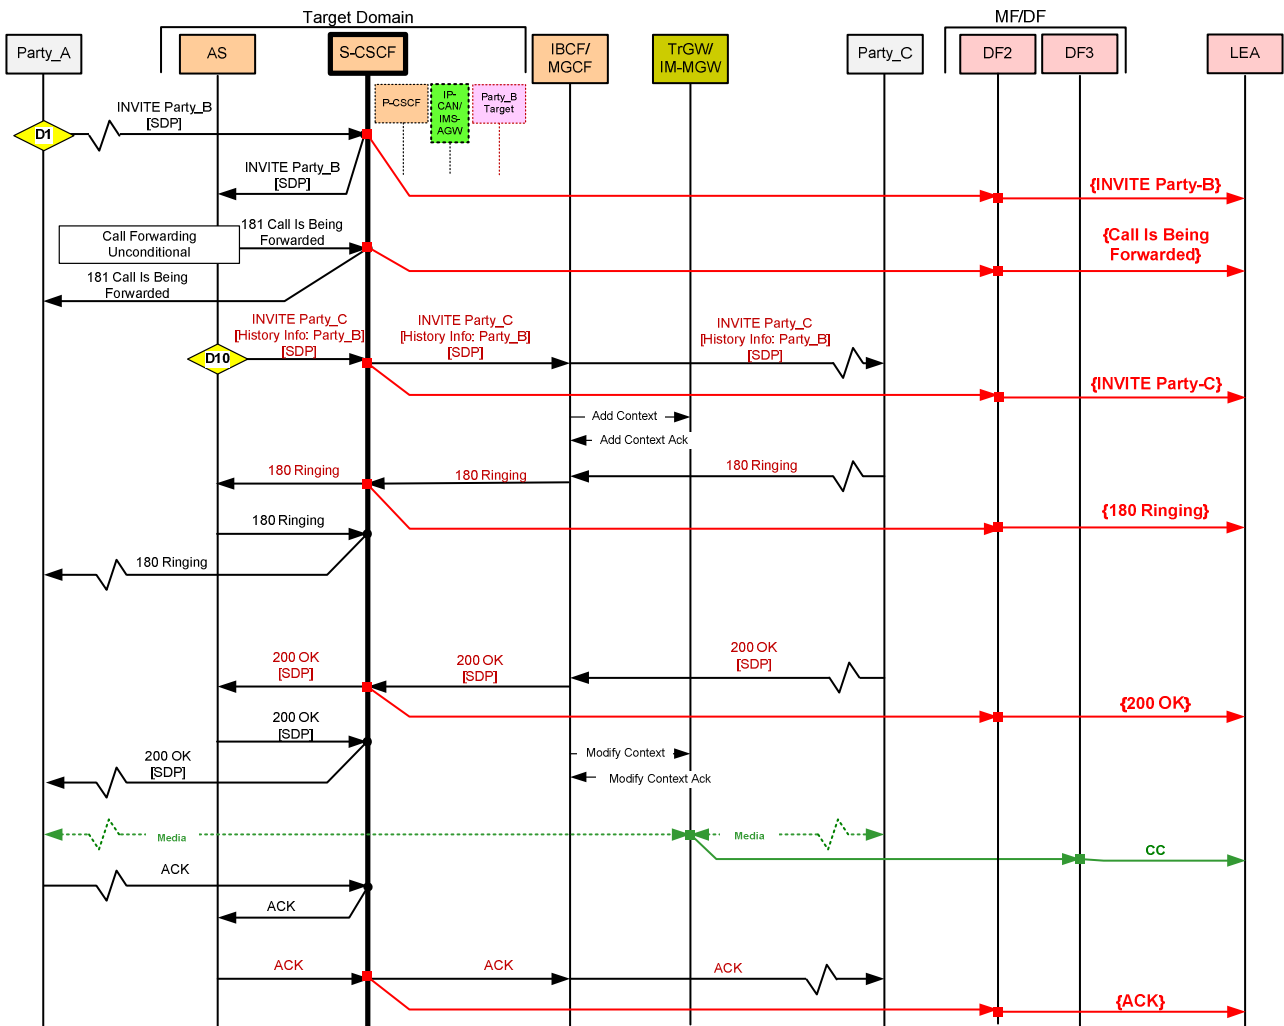 Target Domain
MF/DF
Party_A
AS
S-CSCF
IBCF/
MGCF
TrGW/
IM-MGW
Party_C
DF2
DF3
LEA
P-CSCF
IP-
CAN/
IMS-
AGW
Party_B
Target
INVITE Party_B
[SDP]
D1
INVITE Party_B
[SDP]
{INVITE Party-B}
Call Forwarding
Unconditional
181 Call Is Being
Forwarded
{Call Is Being
Forwarded}
181 Call Is Being
Forwarded
INVITE Party_C
[History Info: Party_B]
[SDP]
INVITE Party_C
[History Info: Party_B]
[SDP]
INVITE Party_C
[History Info: Party_B]
[SDP]
D10
{INVITE Party-C}
Add Context
Add Context Ack
180 Ringing
180 Ringing
180 Ringing
{180 Ringing}
180 Ringing
180 Ringing
200 OK
[SDP]
200 OK
[SDP]
200 OK
[SDP]
{200 OK}
200 OK
[SDP]
200 OK
[SDP]
Modify Context
Modify Context Ack
Media
Media
CC
ACK
ACK
ACK
ACK
ACK
{ACK}